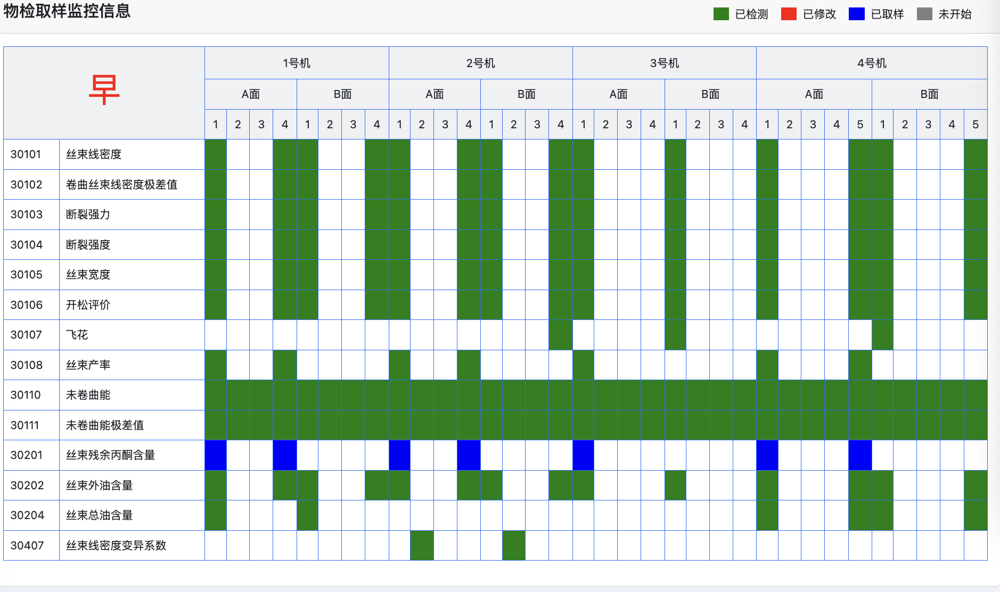 物检取样监控信息
已检测 已修改 已取样 未开始
早
1号机 2号机 3号机 4号机
A面 B面 A面 B面 A面 B面 A面 B面
1 2 3 4 1 2 3 4 1 2 3 4 1 2 3 4 1 2 3 4 1 2 3 4 1 2 3 4 5 1 2 3 4 5
30101 丝束线密度
30102 卷曲丝束线密度极差值
30103 断裂强力
30104 断裂强度
30105 丝束宽度
30106 开松评价
30107 飞花
30108 丝束产率
30110 未卷曲能
30111 未卷曲能极差值
30201 丝束残余丙酮含量
30202 丝束外油含量
30204 丝束总油含量
30407 丝束线密度变异系数